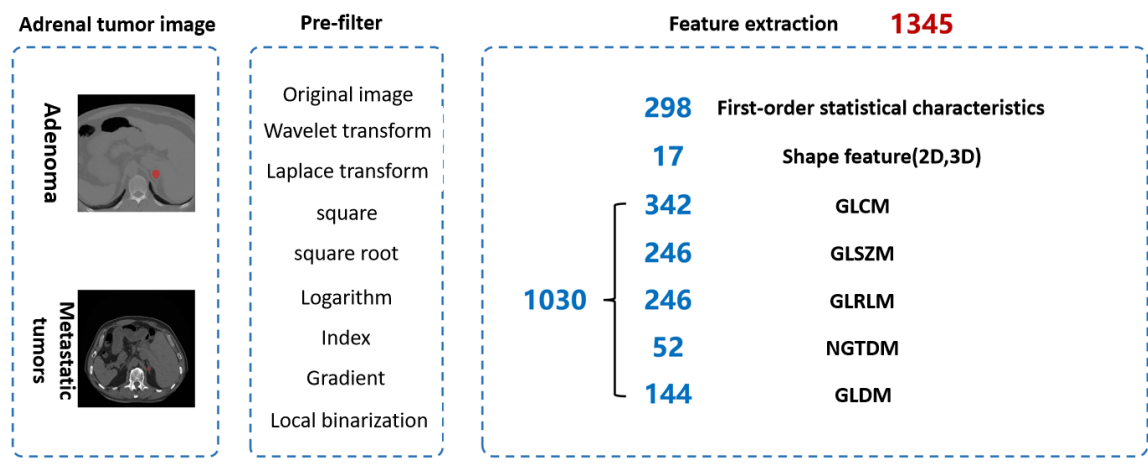 Adrenal tumor image
Adenoma
Metastatic
tumors
Pre-filter
Original image
Wavelet transform
Laplace transform
square
square root
Logarithm
Index
Gradient
Local binarization
Feature extraction 1345
298 First-order statistical characteristics
17 Shape feature(2D,3D)
1030
342 GLCM
246 GLSZM
246 GLRLM
52 NGTDM
144 GLDM